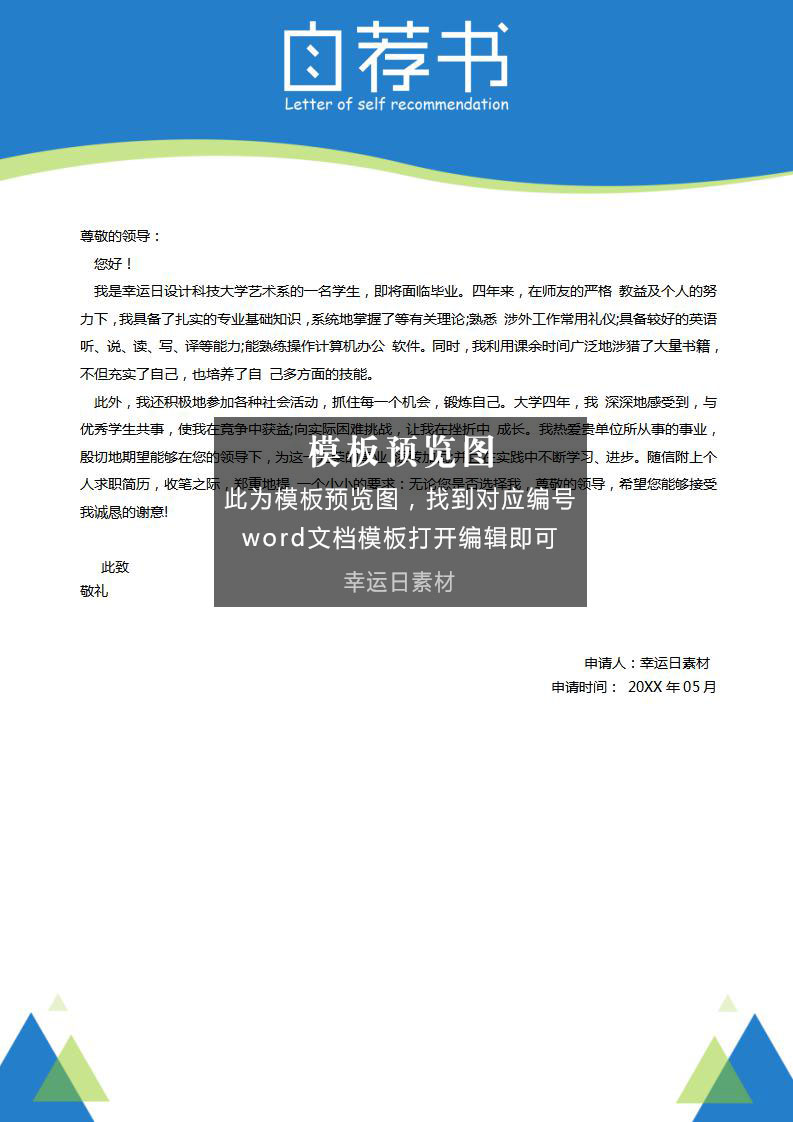 自荐书
Letter of self recommendation
尊敬的领导：
您好！
我是幸运日设计科技大学艺术系的一名学生，即将面临毕业。四年来，在师友的严格 教益及个人的努
力下，我具备了扎实的专业基础知识，系统地掌握了等有关理论;熟悉 涉外工作常用礼仪;具备较好的英语
听、说、读、写、译等能力;能熟练操作计算机办公 软件。同时，我利用课余时间广泛地涉猎了大量书籍，
不但充实了自己，也培养了自 己多方面的技能。
此外，我还积极地参加各种社会活动，抓住每一个机会，锻炼自己。大学四年，我 深深地感受到，与
优秀学生共事，使我在竞争中获益;向实际困难挑战，让我在挫折中 成长。我热爱贵单位所从事的事业，
殷切地期望能够在您的领导下，为这一 实践中不断学习、进步。随信附上个
人求职简历，收笔之际，郑重地提 一个小小的要求：无论您是否选择我，尊敬的领导，希望您能够接受
我诚恳的谢意!
模板预览图
此为模板预览图，找到对应编号
word文档模板打开编辑即可
幸运日素材
此致
敬礼
申请人：幸运日素材
申请时间： 20XX 年 05 月